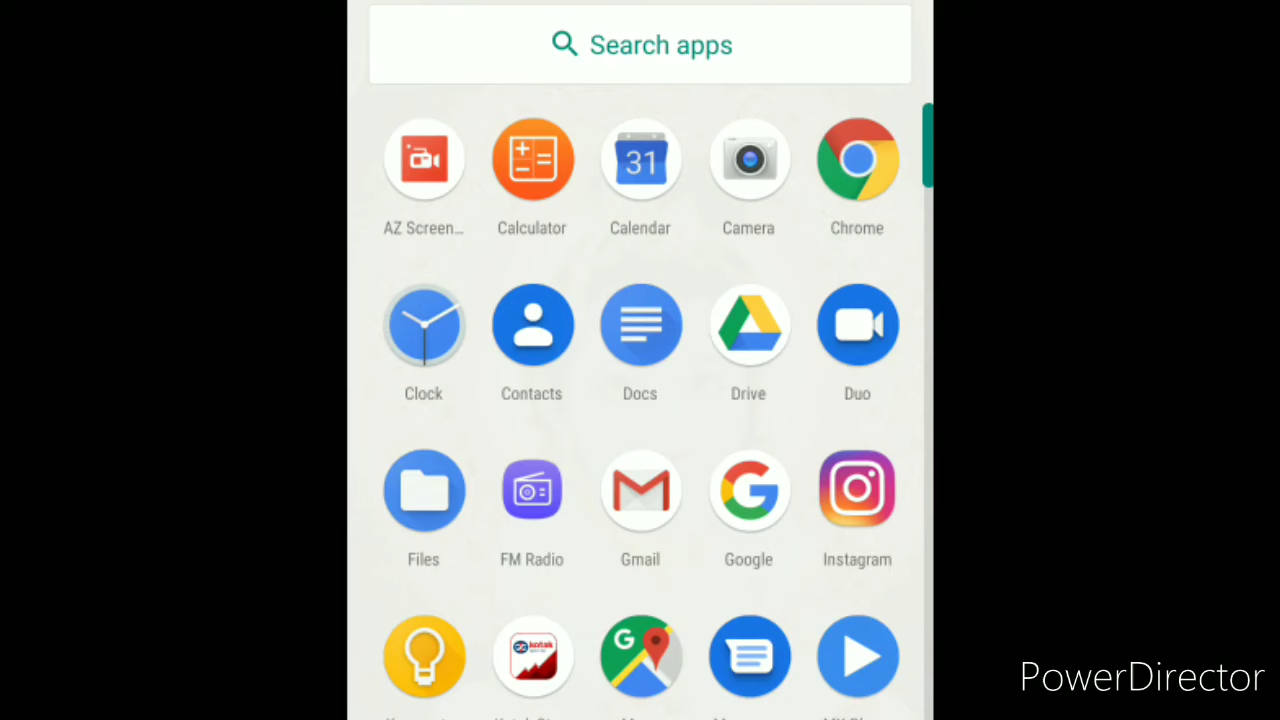 Search apps
31
AZ Screen…
Calculator
Calendar
Camera
Chrome
Clock
Contacts
Docs
Drive
Duo
Files
FM Radio
Gmail
Google
Instagram
kotak
G
PowerDirector